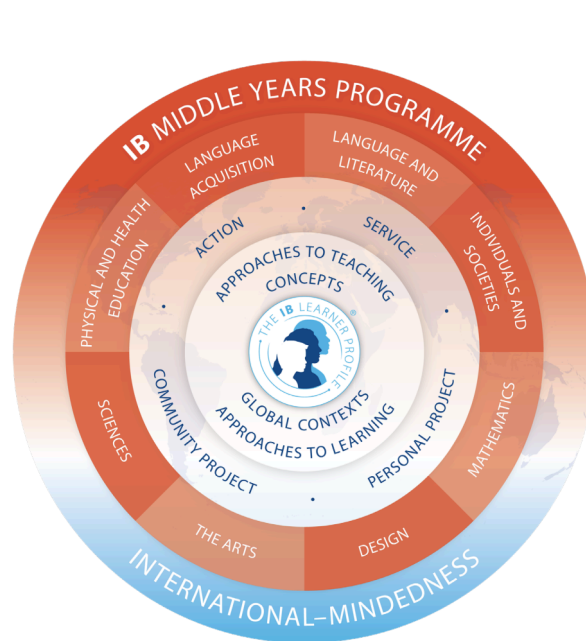 IB MIDDLE YEARS PROGRAMME
LANGUAGE
ACQUISITION
LANGUAGE AND
LITERATURE
INDIVIDUALS AND
SOCIETIES
MATHEMATICS
DESIGN
THE ARTS
SCIENCES
PHYSICAL AND HEALTH
EDUCATION
ACTION
SERVICE
PERSONAL PROJECT
COMMUNITY PROJECT
APPROACHES TO TEACHING
CONCEPTS
THE IB LEARNER PROFILE
®
GLOBAL CONTEXTS
APPROACHES TO LEARNING
INTERNATIONAL–MINDEDNESS